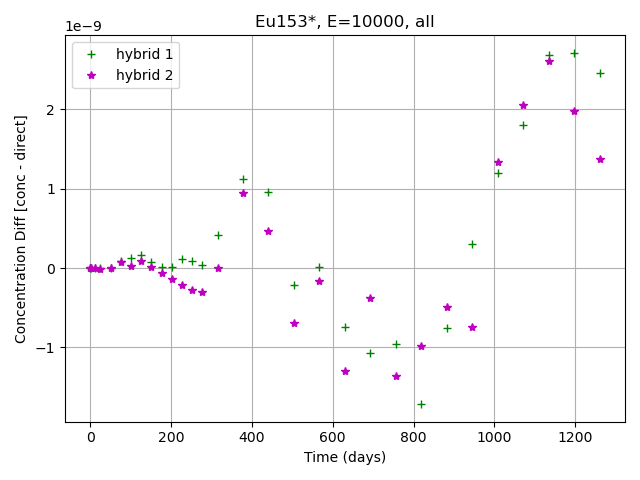 Eu153*, E=10000, all
1e−9
hybrid 1
hybrid 2
2
1
0
−1
Concentration Diff [conc - direct]
0 200 400 600 800 1000 1200
Time (days)